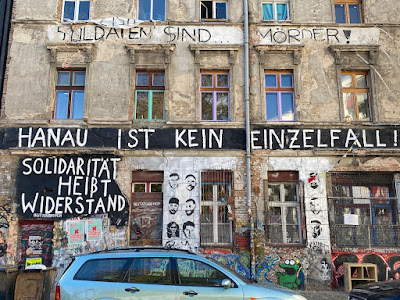 SOLDATEN SIND... MÖRDER!
HANAU IST KEIN EINZELFALL!
SOLIDARITÄT
HEIẞT
WIDERSTAND